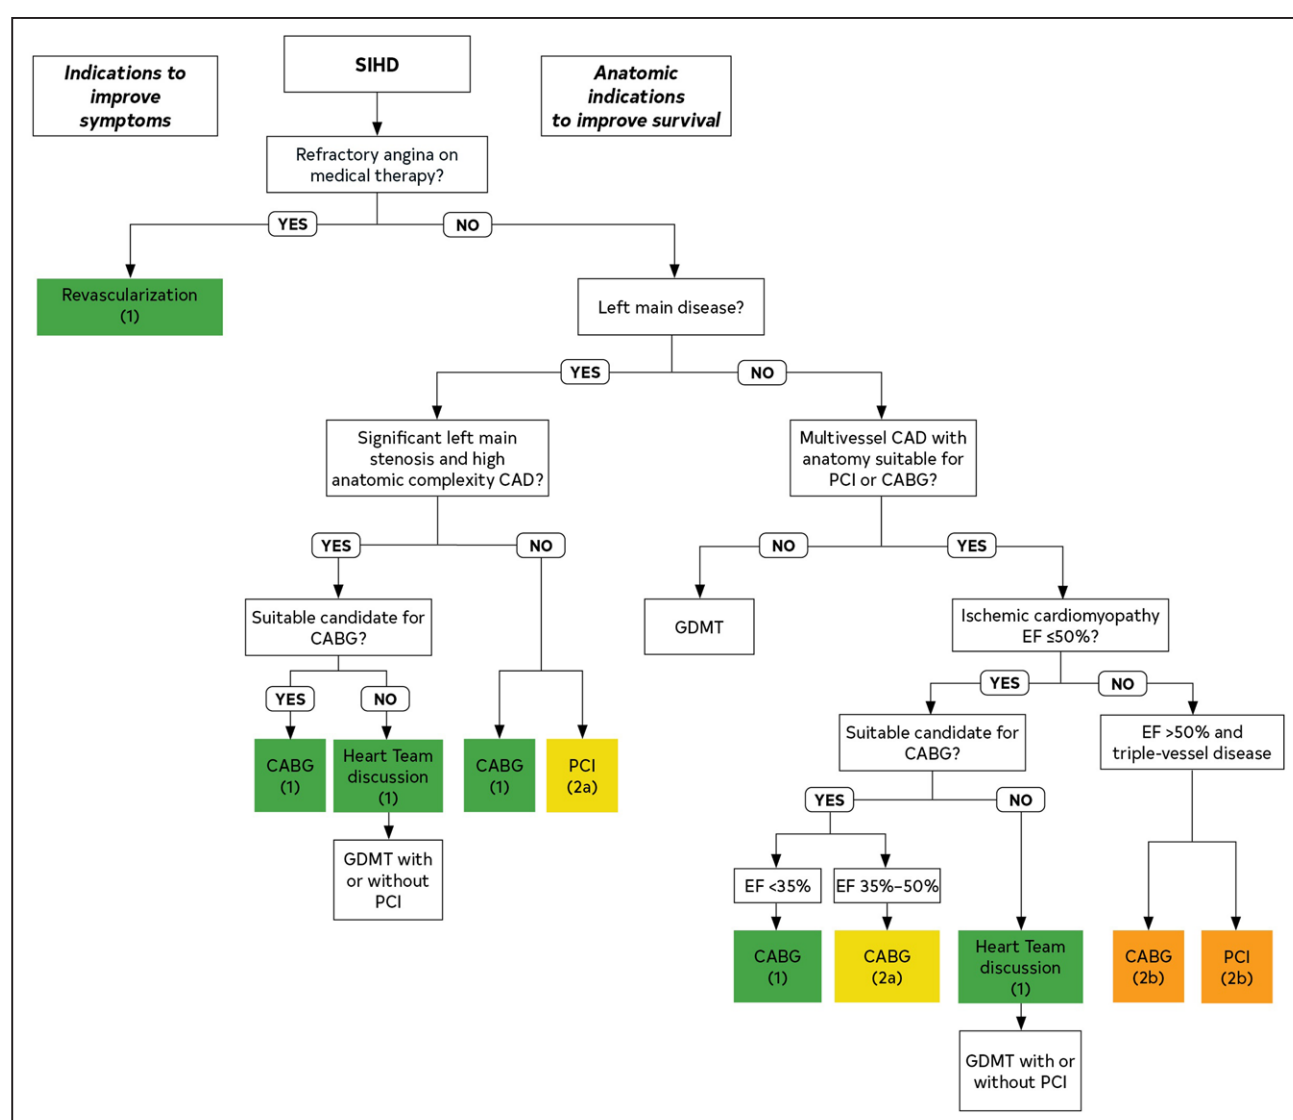 Indications to
improve
symptoms
SIHD
Anatomic
indications
to improve survival
Refractory angina on
medical therapy?
YES
NO
Revascularization
(1)
Left main disease?
YES
NO
Significant left main
stenosis and high
anatomic complexity CAD?
Multivessel CAD with
anatomy suitable for
PCI or CABG?
YES
NO
NO
YES
Suitable candidate for
CABG?
GDMT
Ischemic cardiomyopathy
EF ≤50%?
YES
NO
YES
NO
CABG
(1)
Heart Team
discussion
(1)
CABG
(1)
PCI
(2a)
Suitable candidate for
CABG?
EF >50% and
triple-vessel disease
GDMT with
or without
PCI
YES
NO
EF <35%
EF 35%–50%
CABG
(1)
CABG
(2a)
Heart Team
discussion
(1)
CABG
(2b)
PCI
(2b)
GDMT with or
without PCI